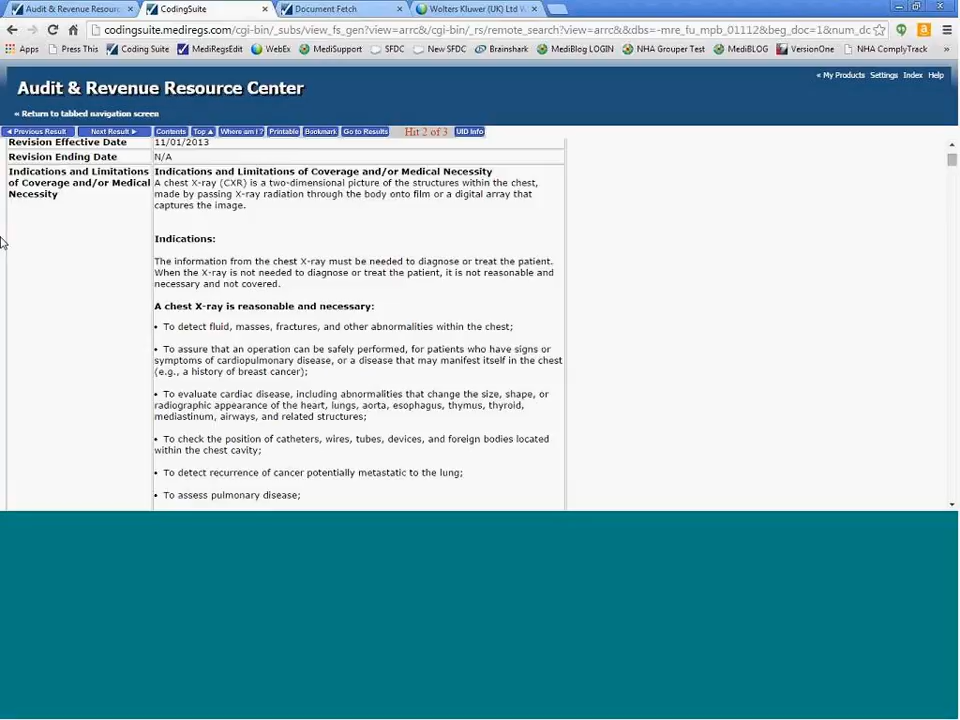 Audit & Revenue Resourc
CodingSuite
Document Fetch
Wolters Kluwer (UK) Ltd W
codingsuite.mediregs.com/cgi-bin/_subs/view_fs_gen?view=arrc&/cgi-bin/_rs/remote_search?view=arrc&&dbs=-mre_fu_mpb_01112&beg_doc=1&num_dc
Apps Press This Coding Suite MediRegsEdit WebEx MediSupport SFDC New SFDC Brainshark MediBlog LOGIN NHA Grouper Test MediBLOG VersionOne NHA ComplyTrack
Audit & Revenue Resource Center
« My Products Settings Index Help
« Return to tabbed navigation screen
Previous Result Next Result Contents Top Where am I? Printable Bookmark Go to Results Hit 2 of 3 UID Info
Revision Effective Date 11/01/2013
Revision Ending Date N/A
Indications and Limitations
of Coverage and/or Medical
Necessity
Indications and Limitations of Coverage and/or Medical Necessity
A chest X-ray (CXR) is a two-dimensional picture of the structures within the chest,
made by passing X-ray radiation through the body onto film or a digital array that
captures the image.
Indications:
The information from the chest X-ray must be needed to diagnose or treat the patient.
When the X-ray is not needed to diagnose or treat the patient, it is not reasonable and
necessary and not covered.
A chest X-ray is reasonable and necessary:
• To detect fluid, masses, fractures, and other abnormalities within the chest;
• To assure that an operation can be safely performed, for patients who have signs or
symptoms of cardiopulmonary disease, or a disease that may manifest itself in the chest
(e.g., a history of breast cancer);
• To evaluate cardiac disease, including abnormalities that change the size, shape, or
radiographic appearance of the heart, lungs, aorta, esophagus, thymus, thyroid,
mediastinum, airways, and related structures;
• To check the position of catheters, wires, tubes, devices, and foreign bodies located
within the chest cavity;
• To detect recurrence of cancer potentially metastatic to the lung;
• To assess pulmonary disease;